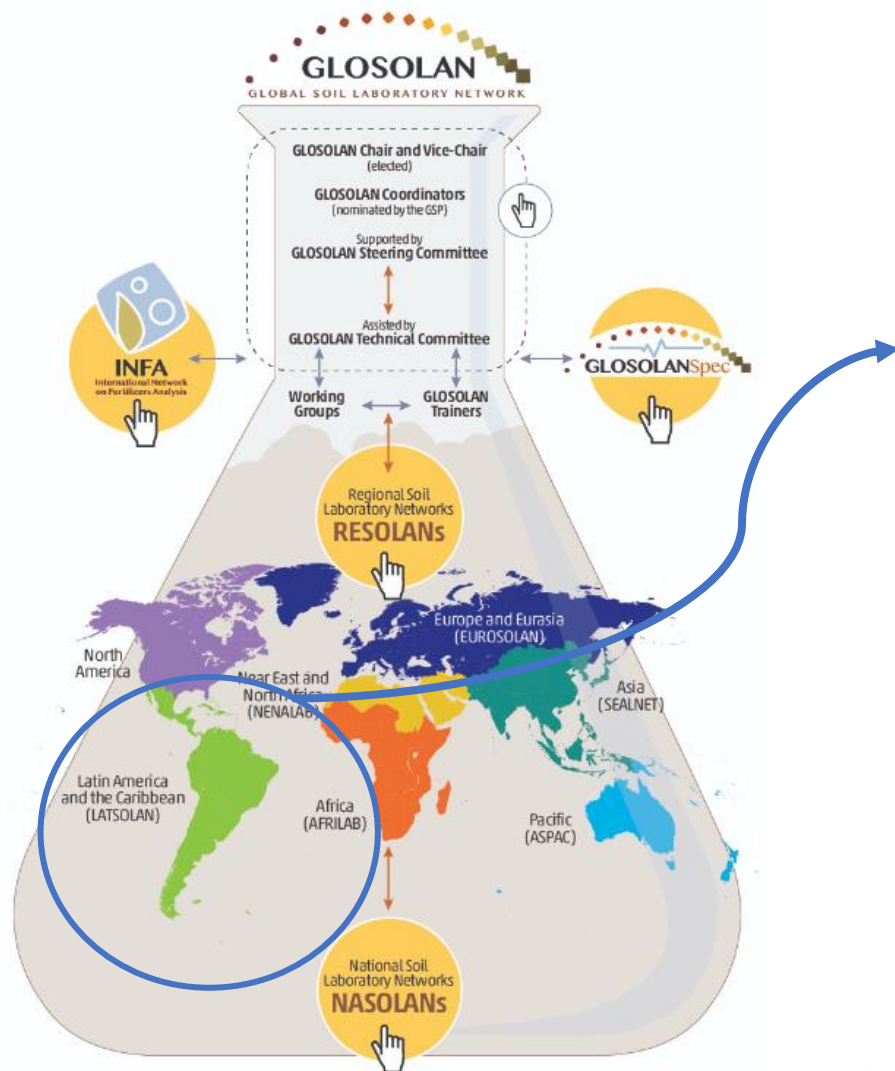 GLOSOLAN
GLOBAL SOIL LABORATORY NETWORK
GLOSOLAN Chair and Vice-Chair
(elected)
GLOSOLAN Coordinators
(nominated by the GSP)
Supported by
GLOSOLAN Steering Committee
Assisted by
GLOSOLAN Technical Committee
INFA
International Network
on Fertilizers Analysis
GLOSOLANSpec
Working
Groups
GLOSOLAN
Trainers
Regional Soil
Laboratory Networks
RESOLANs
Europe and Eurasia
(EUROSOLAN)
North
America
Near East and
North Africa
(NENALAB)
Asia
(SEALNET)
Latin America
and the Caribbean
(LATSOLAN)
Africa
(AFRILAB)
Pacific
(ASPAC)
National Soil
Laboratory Networks
NASOLANs